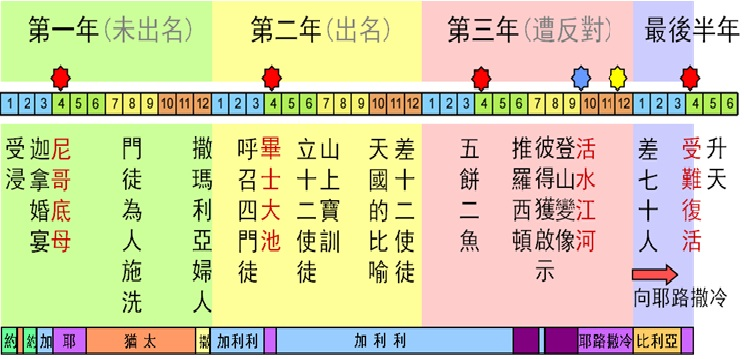 第一年(未出名) 第二年(出名) 第三年(遭反對) 最後半年
1 2 3 4 5 6 7 8 9 10 11 12 1 2 3 4 5 6 7 8 9 10 11 12 1 2 3 4 5 6 7 8 9 10 11 12 1 2 3 4 5 6
受浸
迦拿婚宴
尼哥底母
門徒為人施洗
撒瑪利亞婦人
呼召四門徒
畢士大池
立十二使徒
山上寶訓
天國的比喻
差十二使徒
五餅二魚
推羅西頓
彼得獲啟示
登山變像
活水江河
差七十人
受難復活
升天
向耶路撒冷
約 約 加 耶 猶太 撒 加利利 加利利 耶路撒冷 比利亞